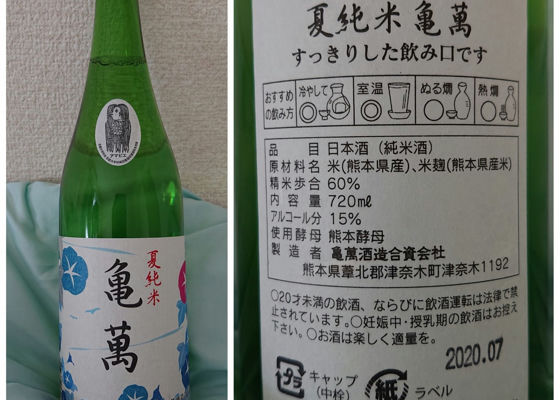 アマビエ
夏純米
亀萬
夏純米 亀萬
すっきりした飲み口です
おすすめの飲み方
冷やして
室温
ぬる燗
熱燗
品目 日本酒（純米酒）
原材料名 米(熊本県産)、米麹(熊本県産米)
精米歩合 60%
内容量 720mℓ
アルコール分 15%
使用酵母 熊本酵母
製造者 亀萬酒造合資会社
熊本県葦北郡津奈木町津奈木1192
○20才未満の飲酒、ならびに飲酒運転は法律で禁
止されています。○妊娠中・授乳期の飲酒はお控え
下さい。○お酒は楽しく適量を。
2020.07
プラ
キャップ
(中栓)
紙
ラベル